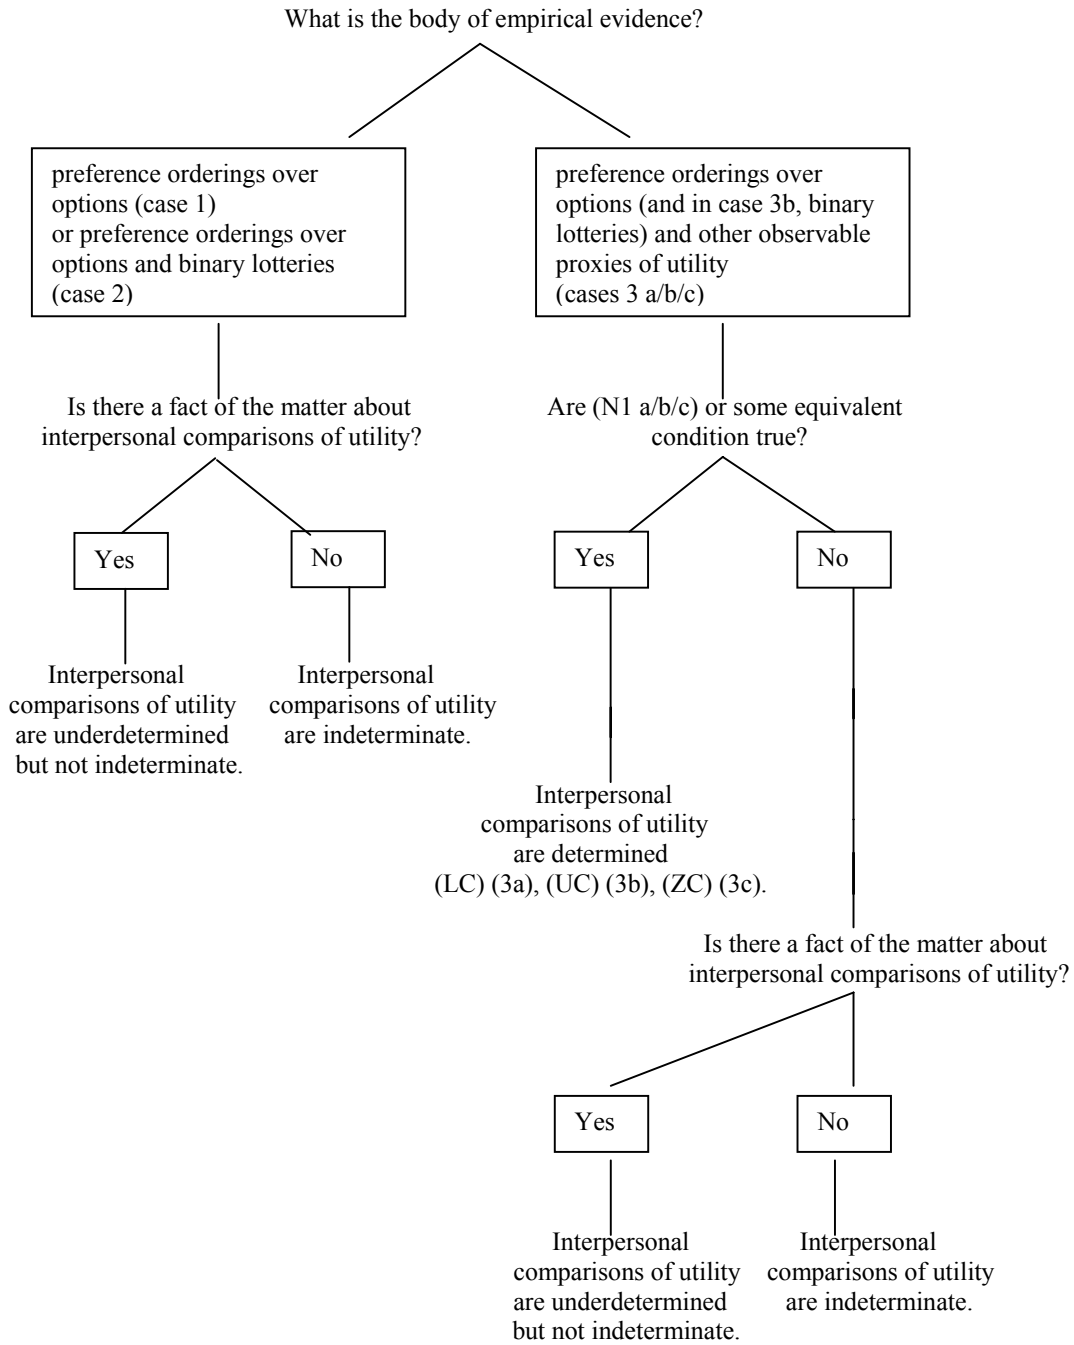 What is the body of empirical evidence?
preference orderings over
options (case 1)
or preference orderings over
options and binary lotteries
(case 2)
preference orderings over
options (and in case 3b, binary
lotteries) and other observable
proxies of utility
(cases 3 a/b/c)
Is there a fact of the matter about
interpersonal comparisons of utility?
Are (N1 a/b/c) or some equivalent
condition true?
Yes
No
Yes
No
Interpersonal
comparisons of utility
are underdetermined
but not indeterminate.
Interpersonal
comparisons of utility
are indeterminate.
Interpersonal
comparisons of utility
are determined
(LC) (3a), (UC) (3b), (ZC) (3c).
Is there a fact of the matter about
interpersonal comparisons of utility?
Yes
No
Interpersonal
comparisons of utility
are underdetermined
but not indeterminate.
Interpersonal
comparisons of utility
are indeterminate.